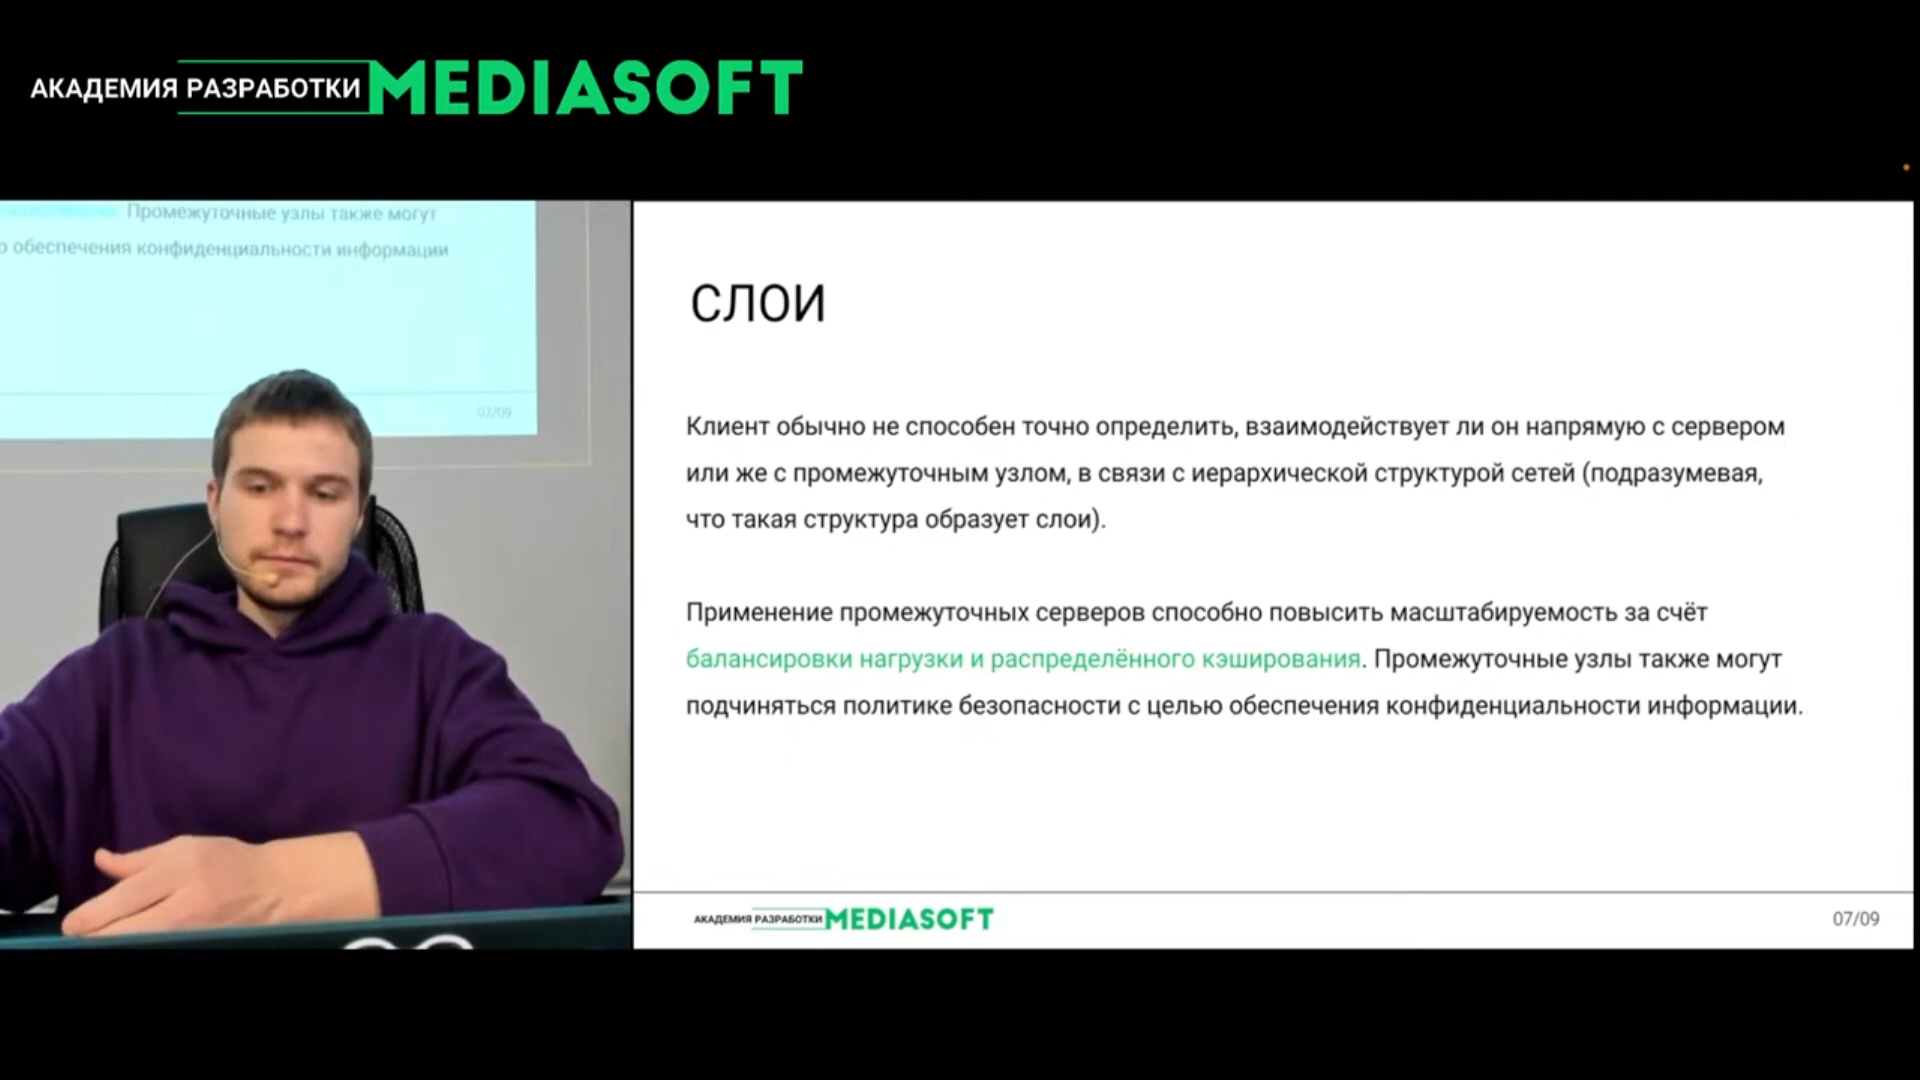 АКАДЕМИЯ РАЗРАБОТКИ MEDIASOFT
Промежуточные узлы также могут
обеспечения конфиденциальности информации
07/09
СЛОИ
Клиент обычно не способен точно определить, взаимодействует ли он напрямую с сервером
или же с промежуточным узлом, в связи с иерархической структурой сетей (подразумевая,
что такая структура образует слои).
Применение промежуточных серверов способно повысить масштабируемость за счёт
балансировки нагрузки и распределённого кэширования. Промежуточные узлы также могут
подчиняться политике безопасности с целью обеспечения конфиденциальности информации.
АКАДЕМИЯ РАЗРАБОТКИ MEDIASOFT
07/09